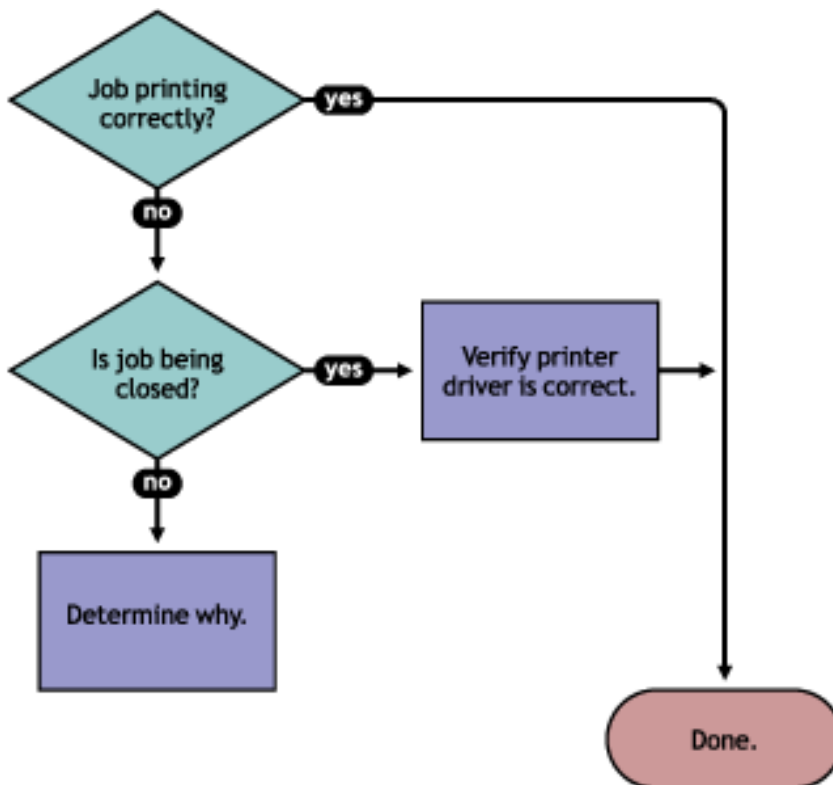 Job printing
correctly?
yes
no
Is job being
closed?
yes
Verify printer
driver is correct.
no
Determine why.
Done.